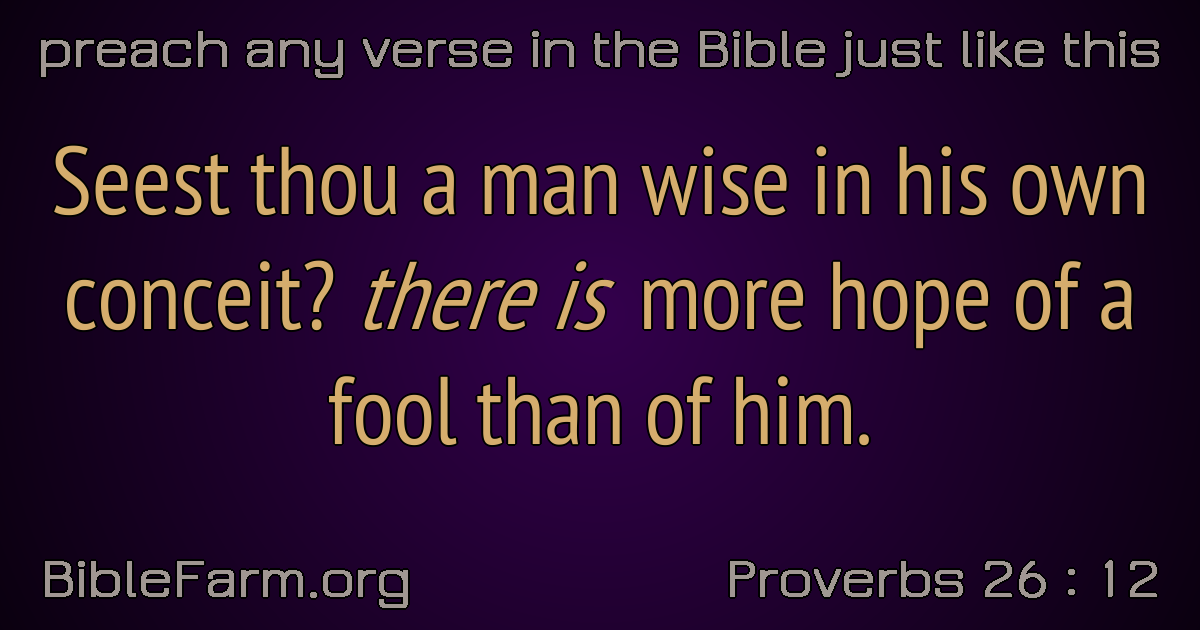 preach any verse in the Bible just like this
Seest thou a man wise in his own
conceit? there is more hope of a
fool than of him.
BibleFarm.org
Proverbs 26 : 12